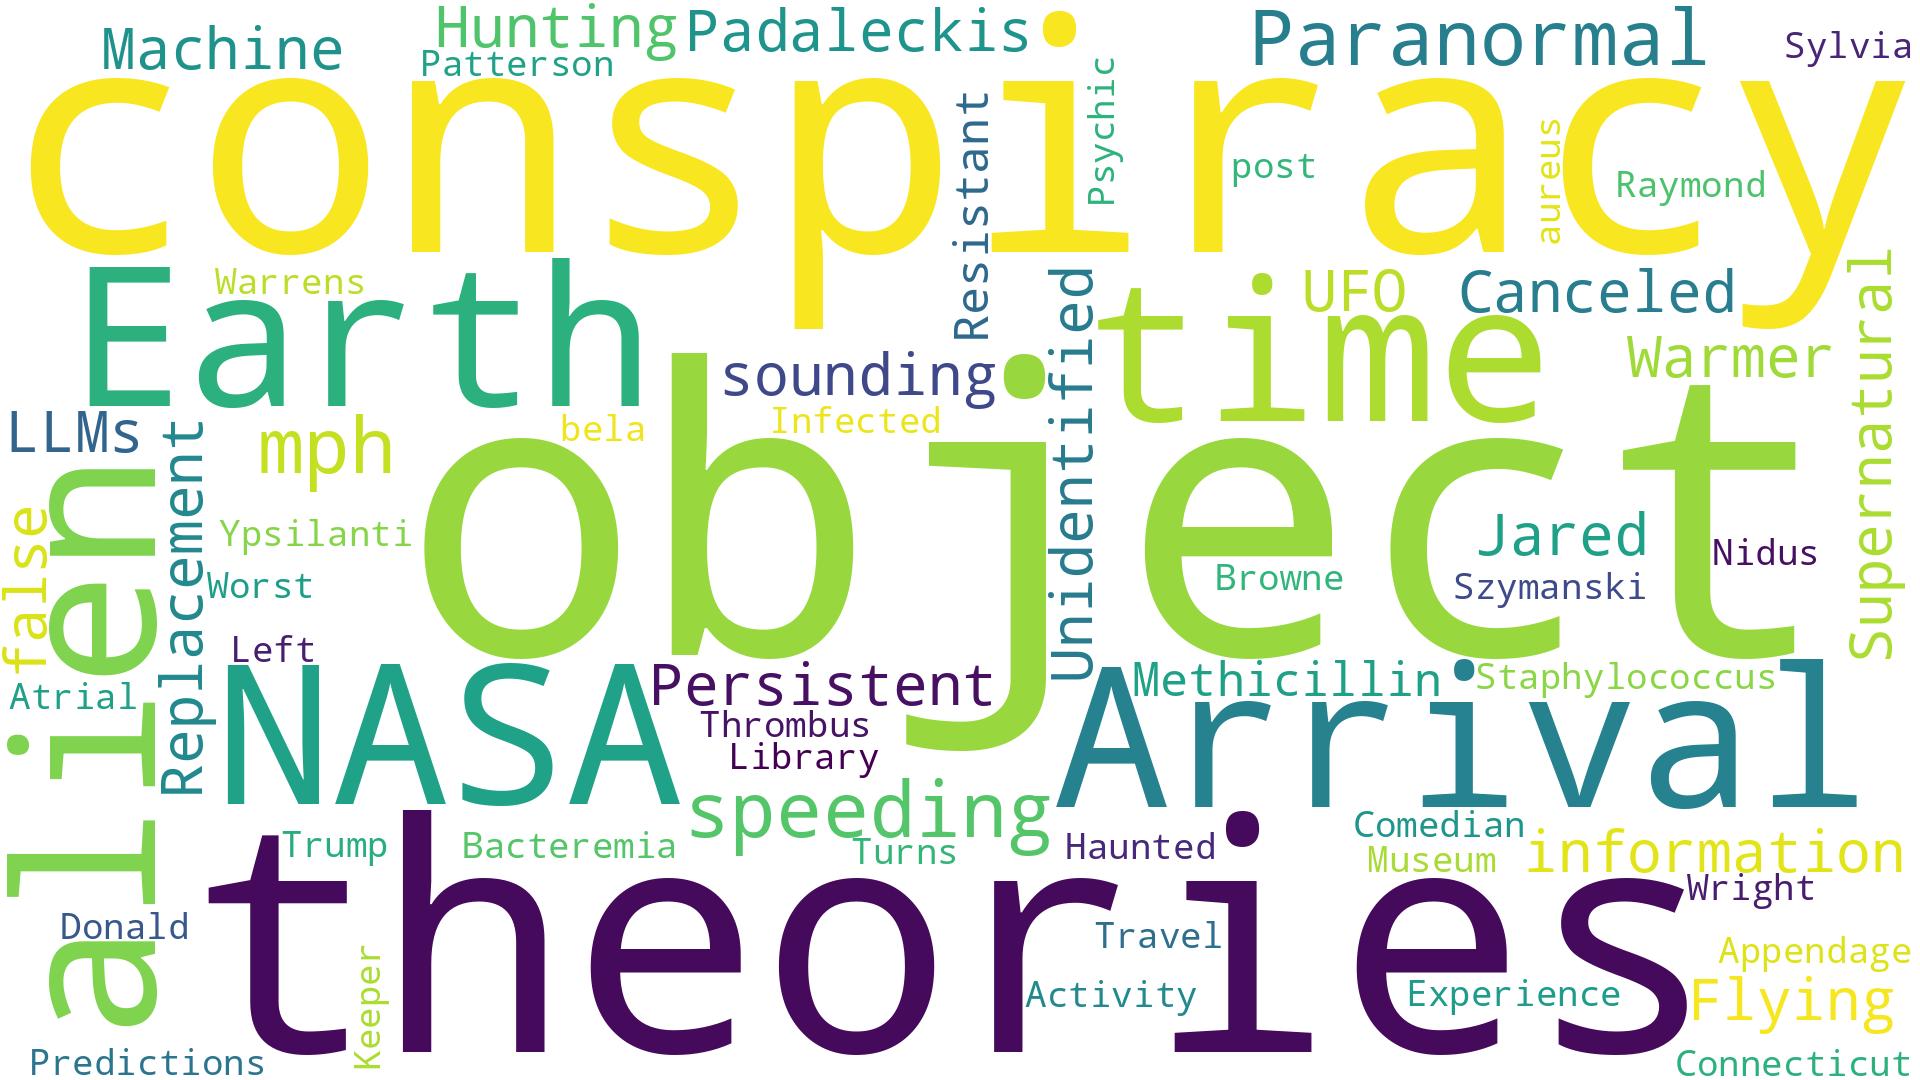 Machine
Hunting
Padaleckis
Paranormal
Sylvia
Patterson
conspiracy
Resistant
Psychic
post
aureus
Raymond
Earth
Warrens
time
UFO
Canceled
Supernatural
Unidentified
sounding
Warmer
LLMs
mph
bela
Infected
object
Replacement
alien
false
Ypsilanti
Worst
Jared
Nidus
Browne
Szymanski
Left
Atrial
NASA
Persistent
Methicillin
Staphylococcus
Thrombus
Library
Arrival
speeding
Trump
Bacteremia
Turns
Haunted
Comedian
Museum
information
Wright
theories
Donald
Keeper
Travel
Activity
Experience
Appendage
Flying
Predictions
Connecticut